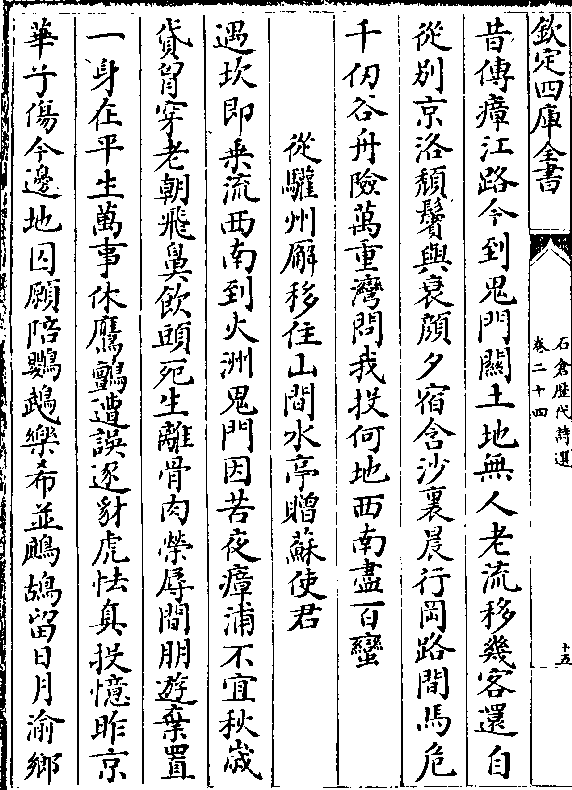 欽定四庫全書
石倉歴代詩選
卷二十四
十五
昔傳瘴江路今到鬼門關土地無人老流移幾客還自
從别京洛頹鬢與衰顔夕宿含沙裏晨行岡路間馬危
千仞谷舟險萬重灣問我投何地西南盡百蠻
從驩州廨移住山間水亭贈蘇使君
遇坎即乗流西南到火洲鬼門因苦夜瘴浦不宜秋歲
貸胷穿老朝飛鼻飲頭死生離骨肉榮辱間朋遊棄置
一身在平生萬事休鷹鸇遭誤逐豺虎怯真投憶昨京
華子傷今邊地囚願陪鸚鵡樂希並鷓鴣留日月渝鄉